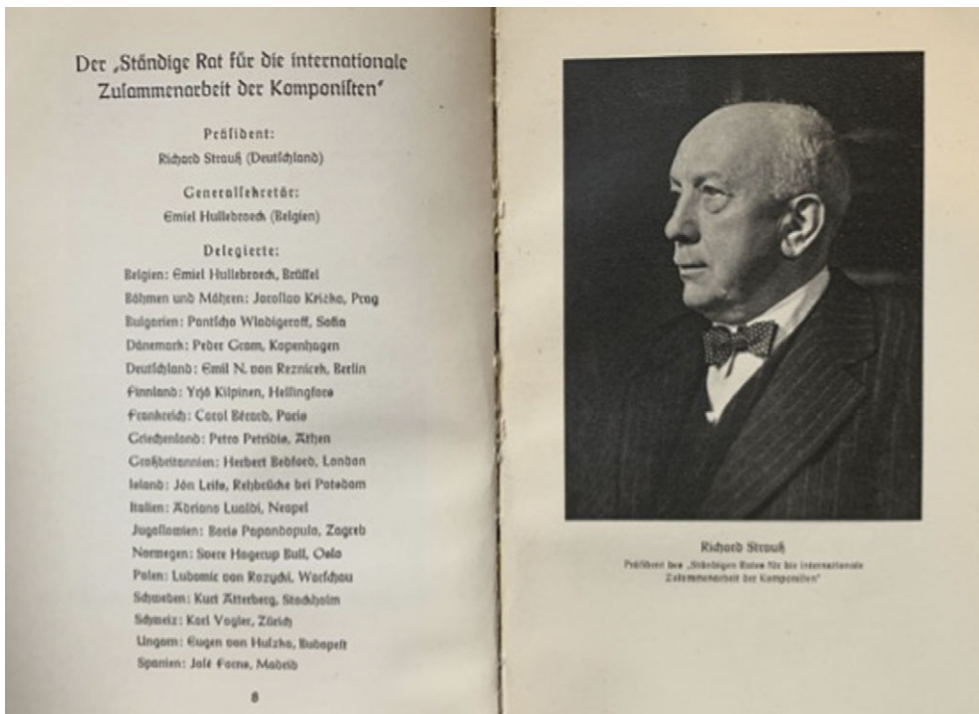 Der „Ständige Rat für die internationale
Zusammenarbeit der Komponisten“
Präsident:
Richard Strauß (Deutschland)
Generalsekretär:
Emiel Hullebroeck (Belgien)
Delegierte:
Belgien: Emiel Hullebroeck, Brüssel
Böhmen und Mähren: Jaroslav Křička, Prag
Bulgarien: Pantscho Wladigeroff, Sofia
Dänemark: Peder Gram, Kopenhagen
Deutschland: Emil N. von Reznicek, Berlin
Finnland: Yrjö Kilpinen, Helsingfors
Frankreich: Carol Bérard, Paris
Griechenland: Petro Petridis, Athen
Großbritannien: Herbert Bedford, London
Island: Jón Leifs, Rehbrücke bei Potsdam
Italien: Adriano Lualdi, Neapel
Jugoslawien: Boris Papandopulo, Zagreb
Norwegen: Sverre Hagerup Bull, Oslo
Polen: Ludomir von Rozycki, Warschau
Schweden: Kurt Atterberg, Stockholm
Schweiz: Karl Vogler, Zürich
Ungarn: Eugen von Huszka, Budapest
Spanien: José Forns, Madrid
8
Richard Strauß
Präsident des „Ständigen Rates für die internationale
Zusammenarbeit der Komponisten“